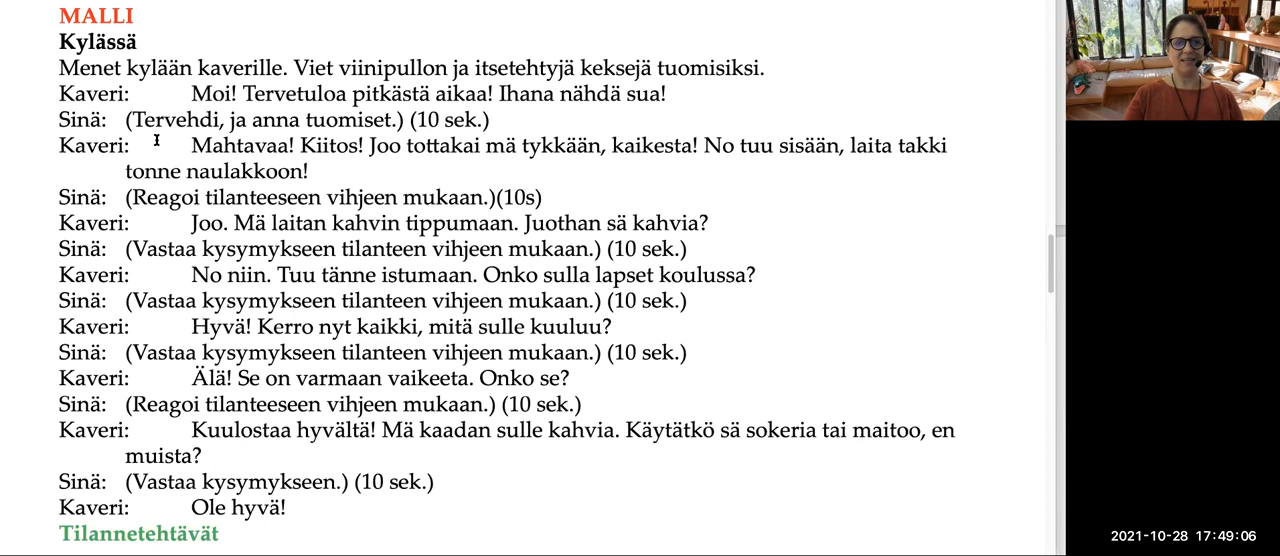 MALLI
Kylässä
Menet kylään kaverille. Viet viinipullon ja itsetehtyjä keksejä tuomisiksi.
Kaveri: Moi! Tervetuloa pitkästä aikaa! Ihana nähdä sua!
Sinä: (Tervehdi, ja anna tuomiset.) (10 sek.)
Kaveri: Mahtavaa! Kiitos! Joo tottakai mä tykkään, kaikesta! No tuu sisään, laita takki
tonne naulakkoon!
Sinä: (Reagoi tilanteeseen vihjeen mukaan.)(10s)
Kaveri: Joo. Mä laitan kahvin tippumaan. Juothan sä kahvia?
Sinä: (Vastaa kysymykseen tilanteen vihjeen mukaan.) (10 sek.)
Kaveri: No niin. Tuu tänne istumaan. Onko sulla lapset koulussa?
Sinä: (Vastaa kysymykseen tilanteen vihjeen mukaan.) (10 sek.)
Kaveri: Hyvä! Kerro nyt kaikki, mitä sulle kuuluu?
Sinä: (Vastaa kysymykseen tilanteen vihjeen mukaan.) (10 sek.)
Kaveri: Älä! Se on varmaan vaikeeta. Onko se?
Sinä: (Reagoi tilanteeseen vihjeen mukaan.) (10 sek.)
Kaveri: Kuulostaa hyvältä! Mä kaadan sulle kahvia. Käytätkö sä sokeria tai maitoo, en
muista?
Sinä: (Vastaa kysymykseen.) (10 sek.)
Kaveri: Ole hyvä!
Tilannetehtävät
2021-10-28 17:49:06